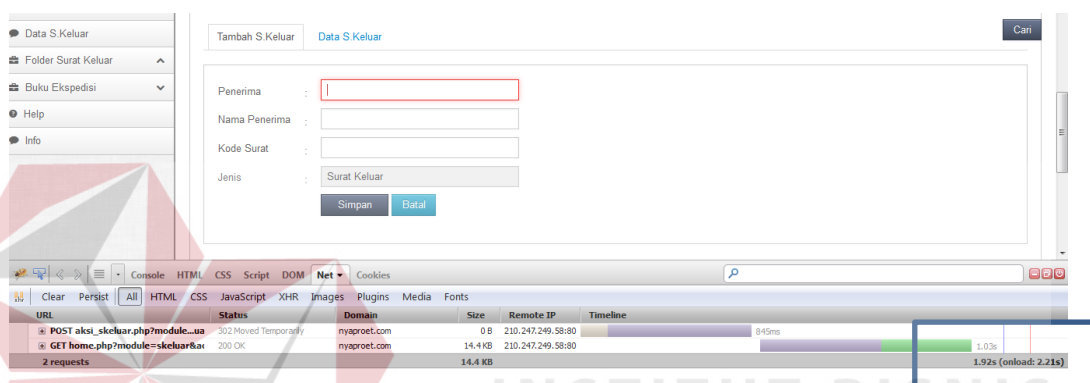 Data S.Keluar
Folder Surat Keluar
Buku Ekspedisi
Help
Info
Tambah S.Keluar Data S.Keluar Cari
Penerima :
Nama Penerima :
Kode Surat :
Jenis : Surat Keluar
Simpan Batal
Console HTML CSS Script DOM Net Cookies
Clear Persist All HTML CSS JavaScript XHR Images Plugins Media Fonts
URL Status Domain Size Remote IP Timeline
POST aksi_skeluar.php?module...ua 302 Moved Temporarily nyaproet.com 0 B 210.247.249.58:80 845ms
GET home.php?module=skeluar&ac 200 OK nyaproet.com 14.4 KB 210.247.249.58:80 1.03s
2 requests 14.4 KB 1.92s (onload: 2.21s)